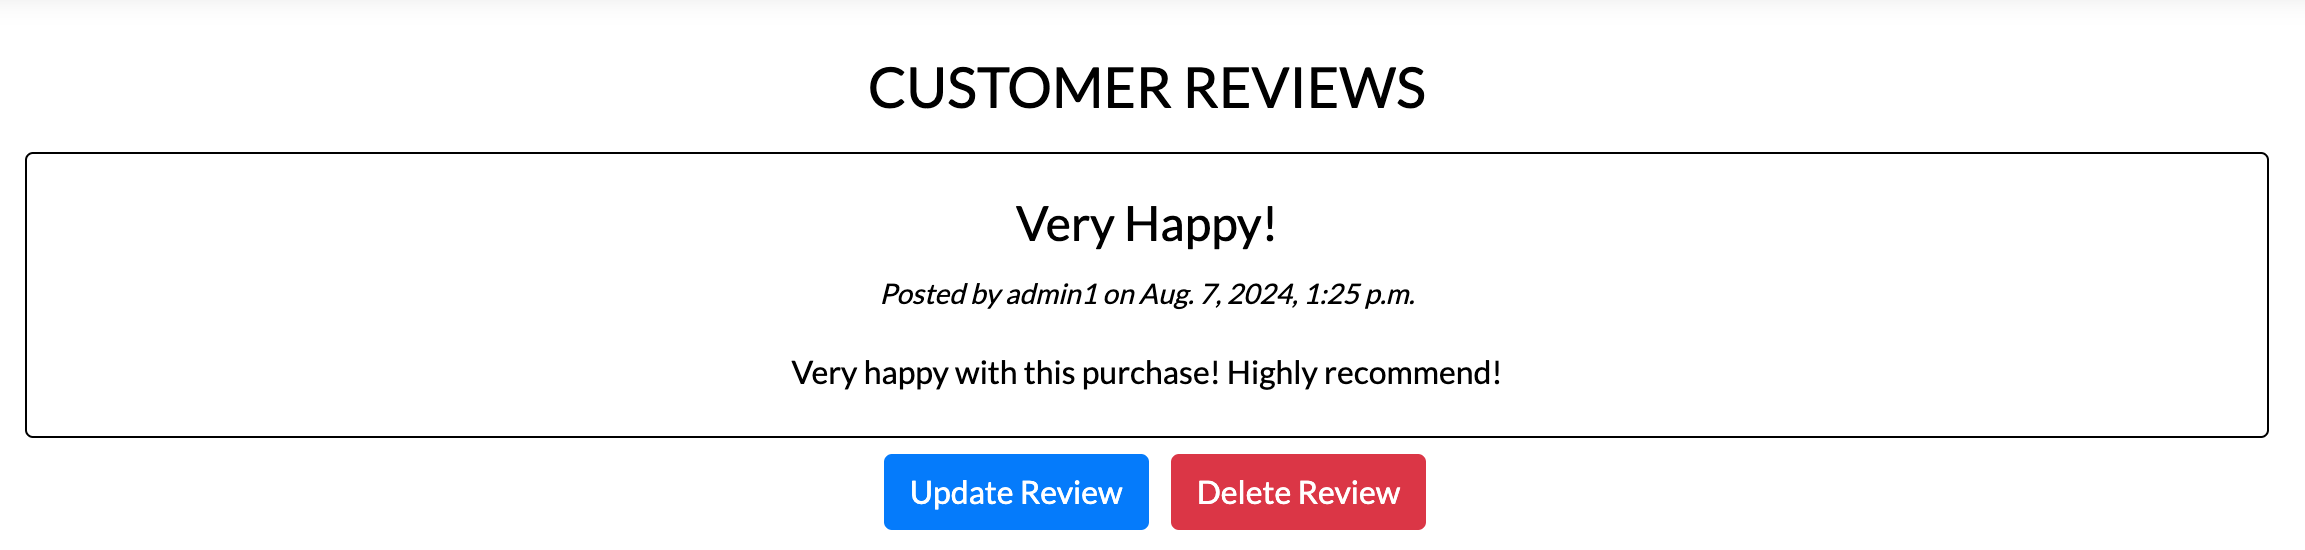 CUSTOMER REVIEWS
Very Happy!
Posted by admin1 on Aug. 7, 2024, 1:25 p.m.
Very happy with this purchase! Highly recommend!
Update Review
Delete Review